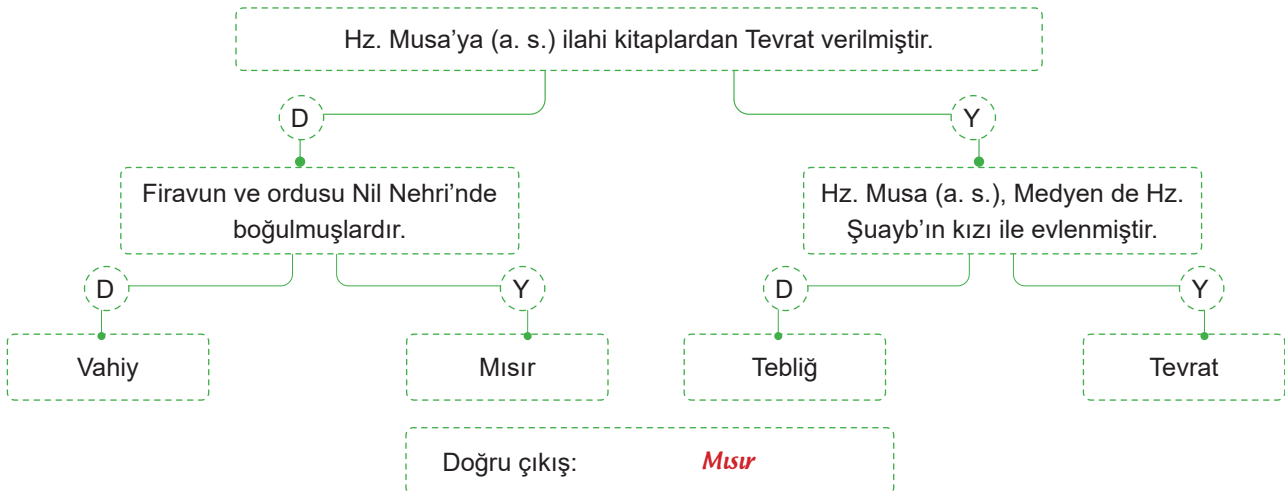 Hz. Musa’ya (a. s.) ilahi kitaplardan Tevrat verilmiştir.
D
Y
Firavun ve ordusu Nil Nehri’nde
boğulmuşlardır.
Hz. Musa (a. s.), Medyen de Hz.
Şuayb’ın kızı ile evlenmiştir.
D
Y
D
Y
Vahiy
Mısır
Tebliğ
Tevrat
Doğru çıkış: Mısır